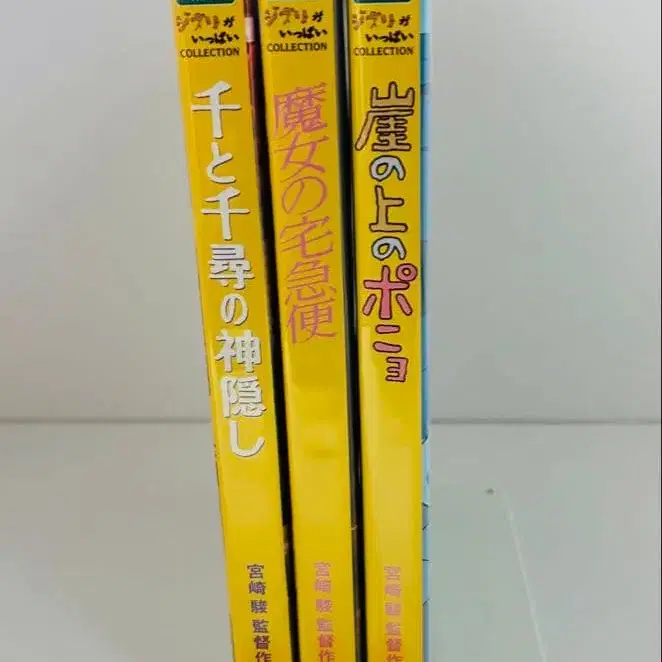 ジブリが
いっぱい
COLLECTION
千と千尋の神隠し
宮崎駿監督作
ジブリが
いっぱい
COLLECTION
魔女の宅急便
宮崎駿監督作
ジブリが
いっぱい
COLLECTION
崖の上のポニョ
宮崎駿監督作